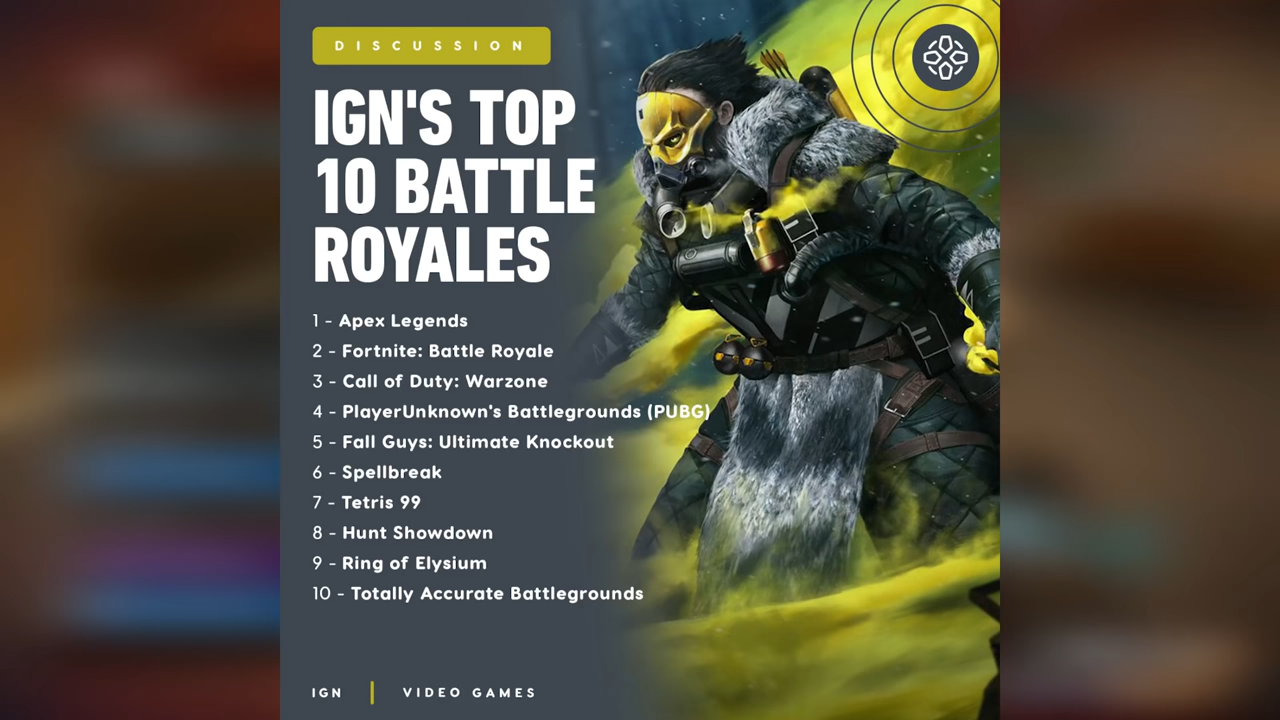 DISCUSSION
IGN'S TOP
10 BATTLE
ROYALES
1 - Apex Legends
2 - Fortnite: Battle Royale
3 - Call of Duty: Warzone
4 - PlayerUnknown's Battlegrounds (PUBG)
5 - Fall Guys: Ultimate Knockout
6 - Spellbreak
7 - Tetris 99
8 - Hunt Showdown
9 - Ring of Elysium
10 - Totally Accurate Battlegrounds
IGN | VIDEO GAMES